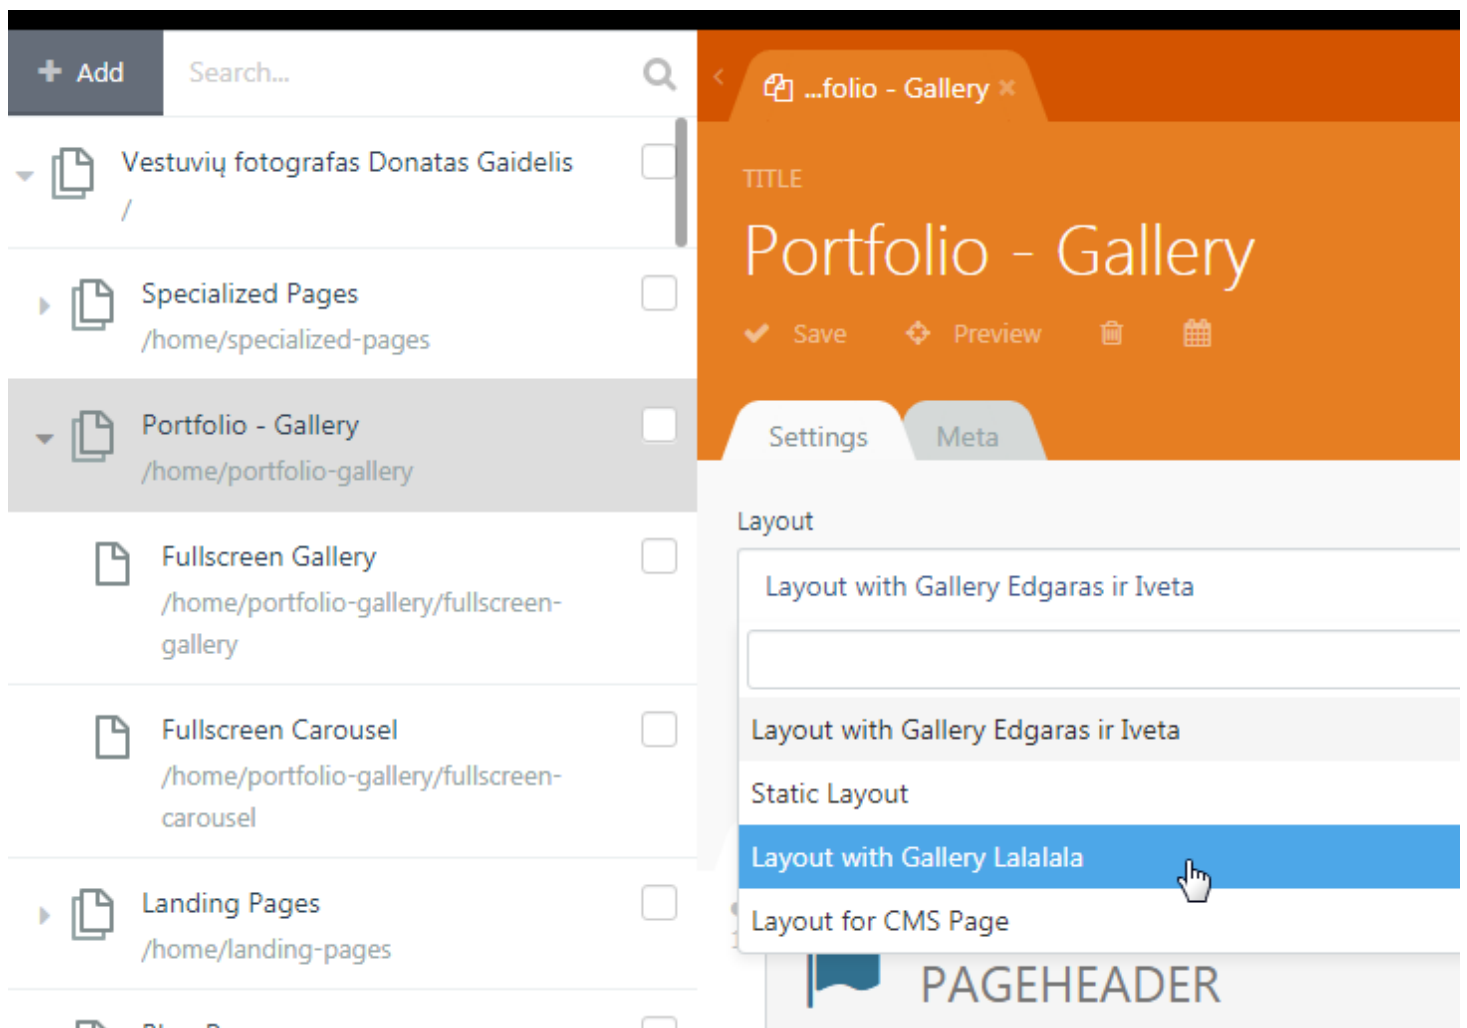 Add
Search...
Vestuvių fotografas Donatas Gaidelis
/
Specialized Pages
/home/specialized-pages
Portfolio - Gallery
/home/portfolio-gallery
Fullscreen Gallery
/home/portfolio-gallery/fullscreen-
gallery
Fullscreen Carousel
/home/portfolio-gallery/fullscreen-
carousel
Landing Pages
/home/landing-pages
...folio - Gallery
TITLE
Portfolio - Gallery
Save Preview
Settings Meta
Layout
Layout with Gallery Edgaras ir Iveta
Layout with Gallery Edgaras ir Iveta
Static Layout
Layout with Gallery Lalalala
Layout for CMS Page
PAGEHEADER